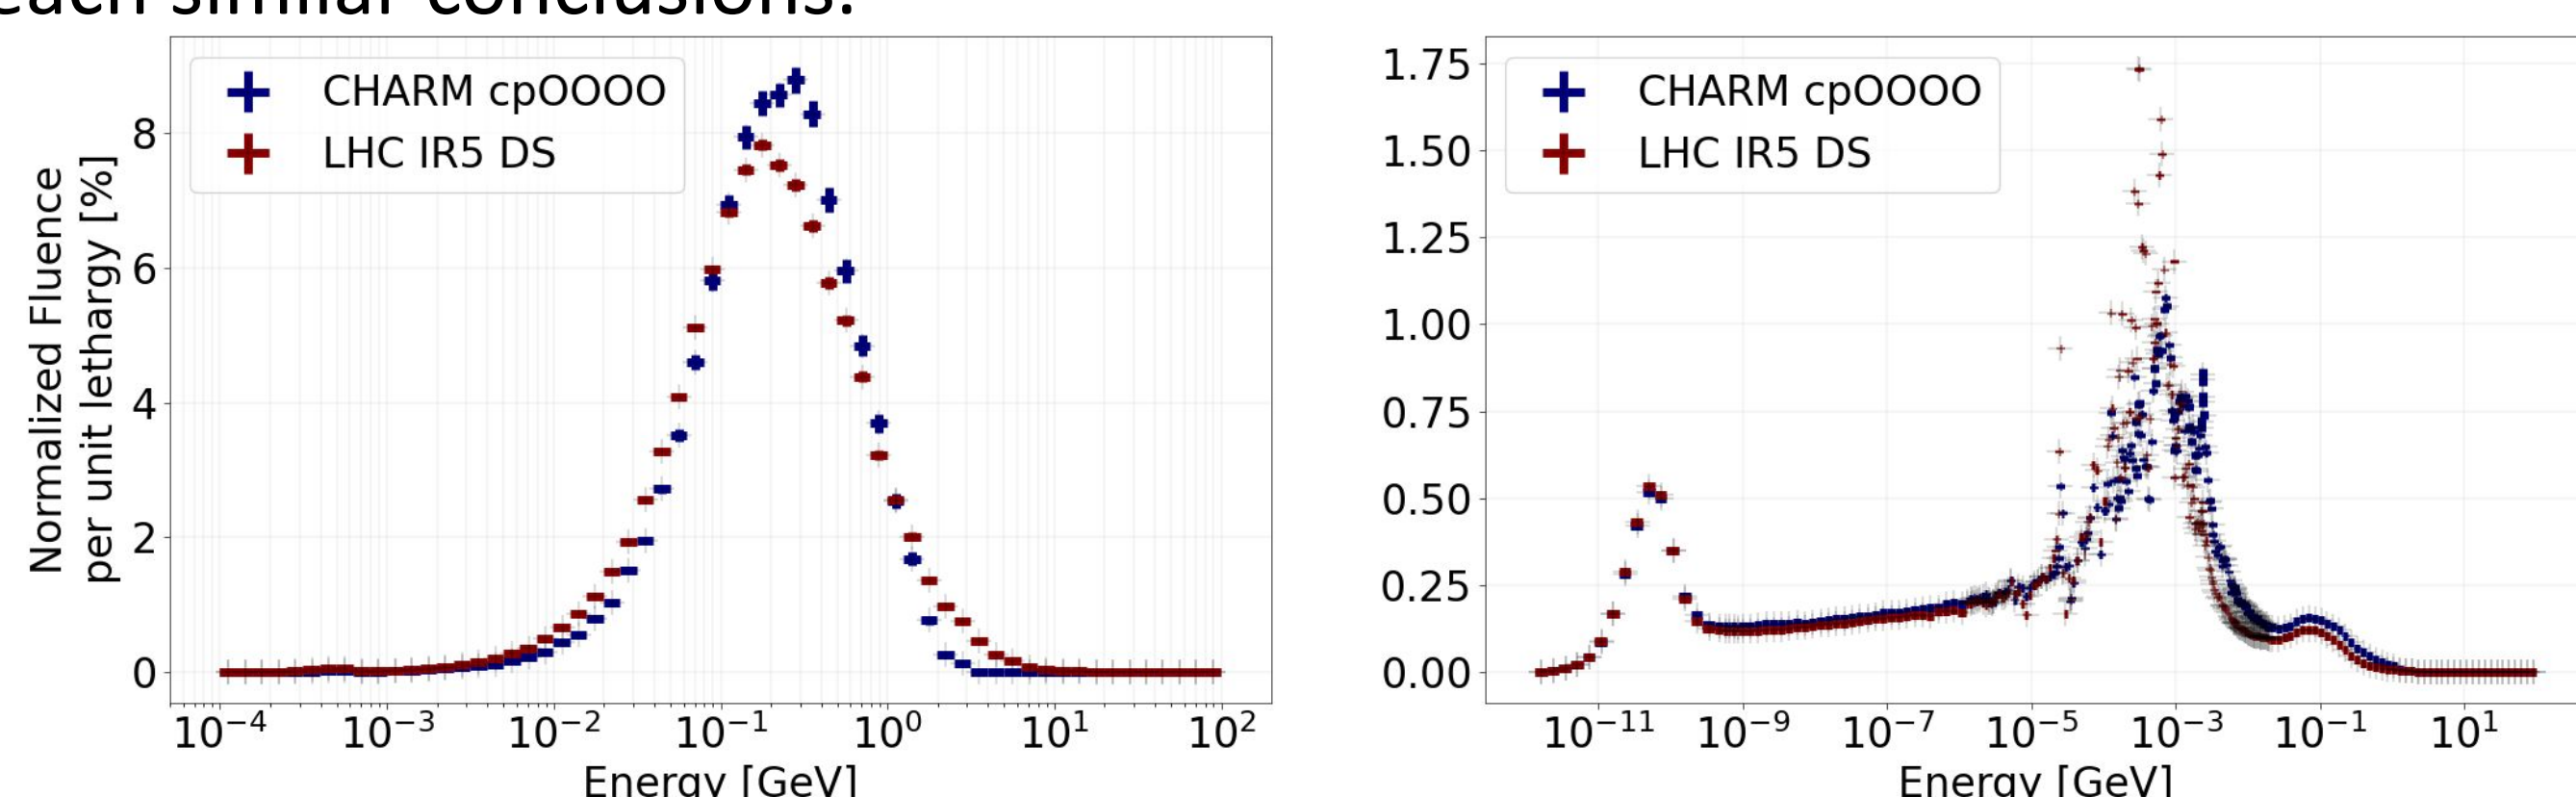 each similar conclusions.
CHARM cpOOOO
LHC IR5 DS
Normalized Fluence
per unit lethargy [%]
8
6
4
2
0
10⁻⁴ 10⁻³ 10⁻² 10⁻¹ 10⁰ 10¹ 10²
Energy [GeV]
CHARM cpOOOO
LHC IR5 DS
1.75
1.50
1.25
1.00
0.75
0.50
0.25
0.00
10⁻¹¹ 10⁻⁹ 10⁻⁷ 10⁻⁵ 10⁻³ 10⁻¹ 10¹
Energy [GeV]